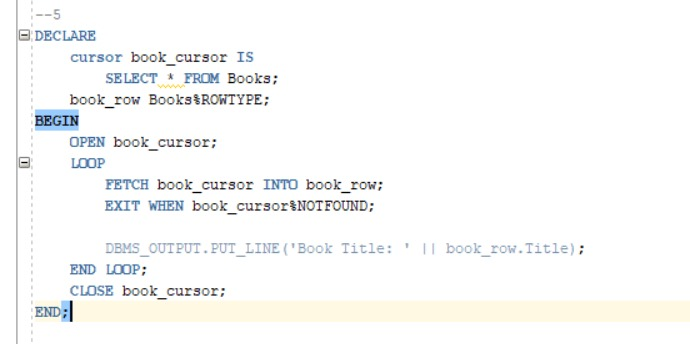 --5
DECLARE
    cursor book_cursor IS
        SELECT * FROM Books;
    book_row Books%ROWTYPE;
BEGIN
    OPEN book_cursor;
    LOOP
        FETCH book_cursor INTO book_row;
        EXIT WHEN book_cursor%NOTFOUND;

        DBMS_OUTPUT.PUT_LINE('Book Title: ' || book_row.Title);
    END LOOP;
    CLOSE book_cursor;
END;